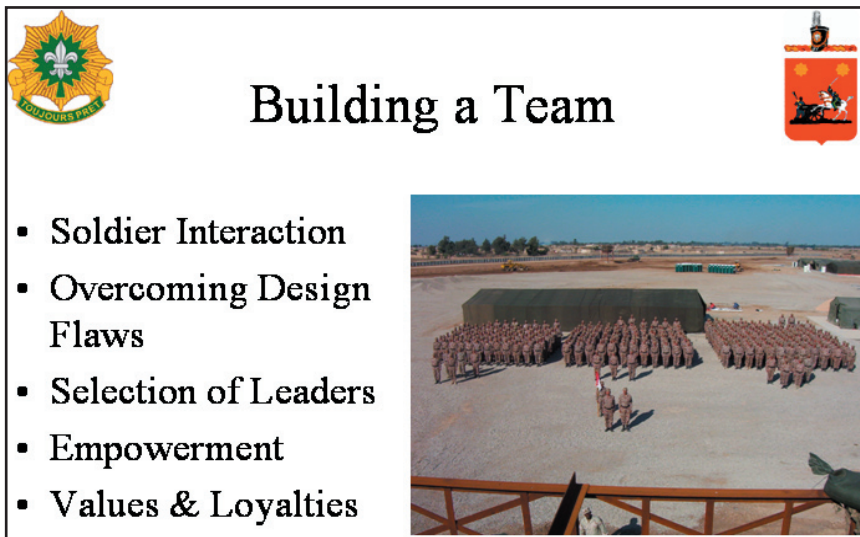 TOUJOURS PRET
Building a Team
• Soldier Interaction
• Overcoming Design
Flaws
• Selection of Leaders
• Empowerment
• Values & Loyalties